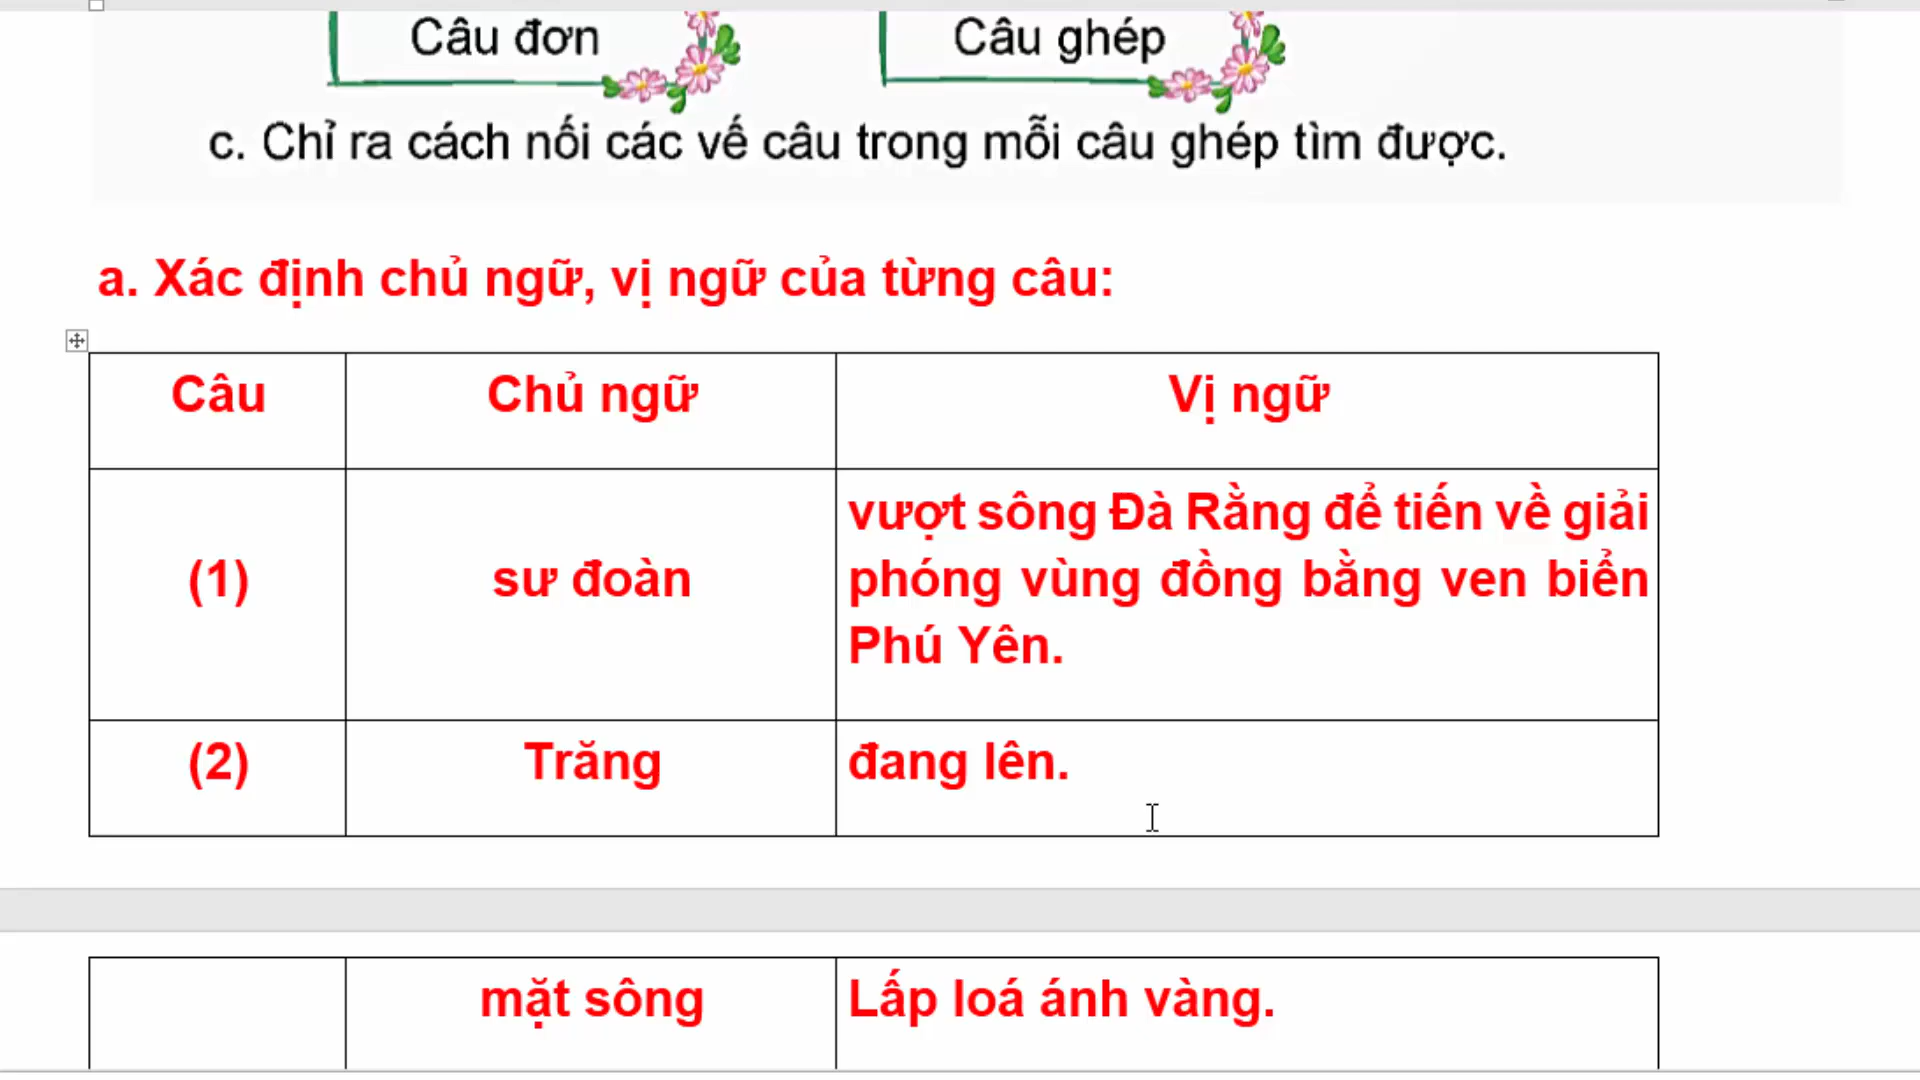 Câu đơn
Câu ghép
c. Chỉ ra cách nối các vế câu trong mỗi câu ghép tìm được.
a. Xác định chủ ngữ, vị ngữ của từng câu:
Câu
Chủ ngữ
Vị ngữ
(1)
sư đoàn
vượt sông Đà Rằng để tiến về giải
phóng vùng đồng bằng ven biển
Phú Yên.
(2)
Trăng
đang lên.
mặt sông
Lấp loá ánh vàng.